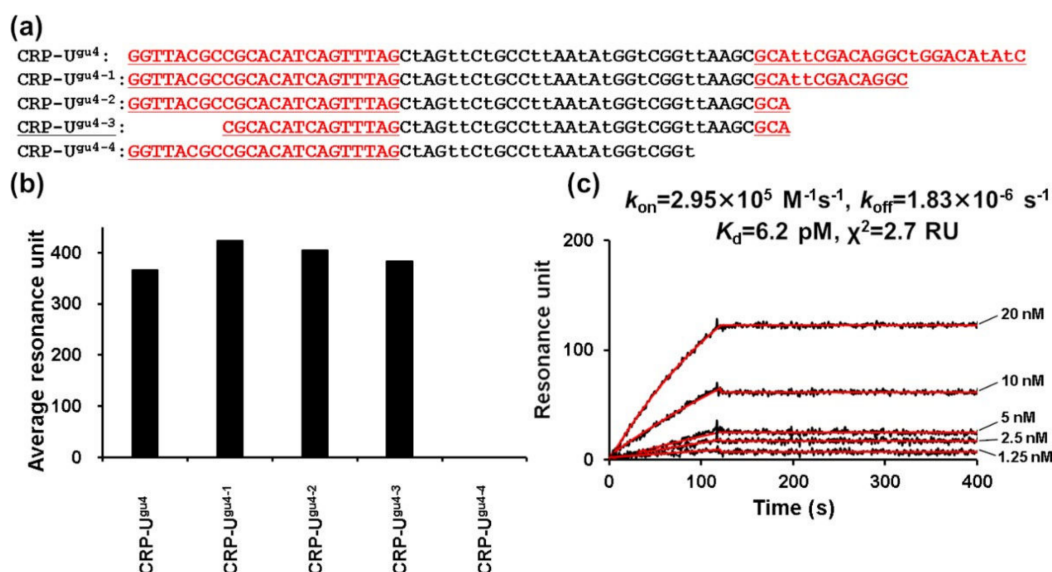 (a)
CRP-Uᵍᵘ⁴: GGTTACGCCGCACATCAGTTTAGCtAGttCtGCCttAAtAtGGtCGGttAAGCGCAttCGACAGGCtGGACAtAtC
CRP-Uᵍᵘ⁴⁻¹: GGTTACGCCGCACATCAGTTTAGCtAGttCtGCCttAAtAtGGtCGGttAAGCGCAttCGACAGGC
CRP-Uᵍᵘ⁴⁻²: GGTTACGCCGCACATCAGTTTAGCtAGttCtGCCttAAtAtGGtCGGttAAGCGCA
CRP-Uᵍᵘ⁴⁻³: CGCACATCAGTTTAGCtAGttCtGCCttAAtAtGGtCGGttAAGCGCA
CRP-Uᵍᵘ⁴⁻⁴: GGTTACGCCGCACATCAGTTTAGCtAGttCtGCCttAAtAtGGtCGGt
(b)
Average resonance unit
400
300
200
100
0
CRP-Uᵍᵘ⁴
CRP-Uᵍᵘ⁴⁻¹
CRP-Uᵍᵘ⁴⁻²
CRP-Uᵍᵘ⁴⁻³
CRP-Uᵍᵘ⁴⁻⁴
(c)
kon=2.95×10⁵ M⁻¹s⁻¹, koff=1.83×10⁻⁶ s⁻¹
Kd=6.2 pM, χ²=2.7 RU
Resonance unit
200
100
0
20 nM
10 nM
5 nM
2.5 nM
1.25 nM
0 100 200 300 400
Time (s)